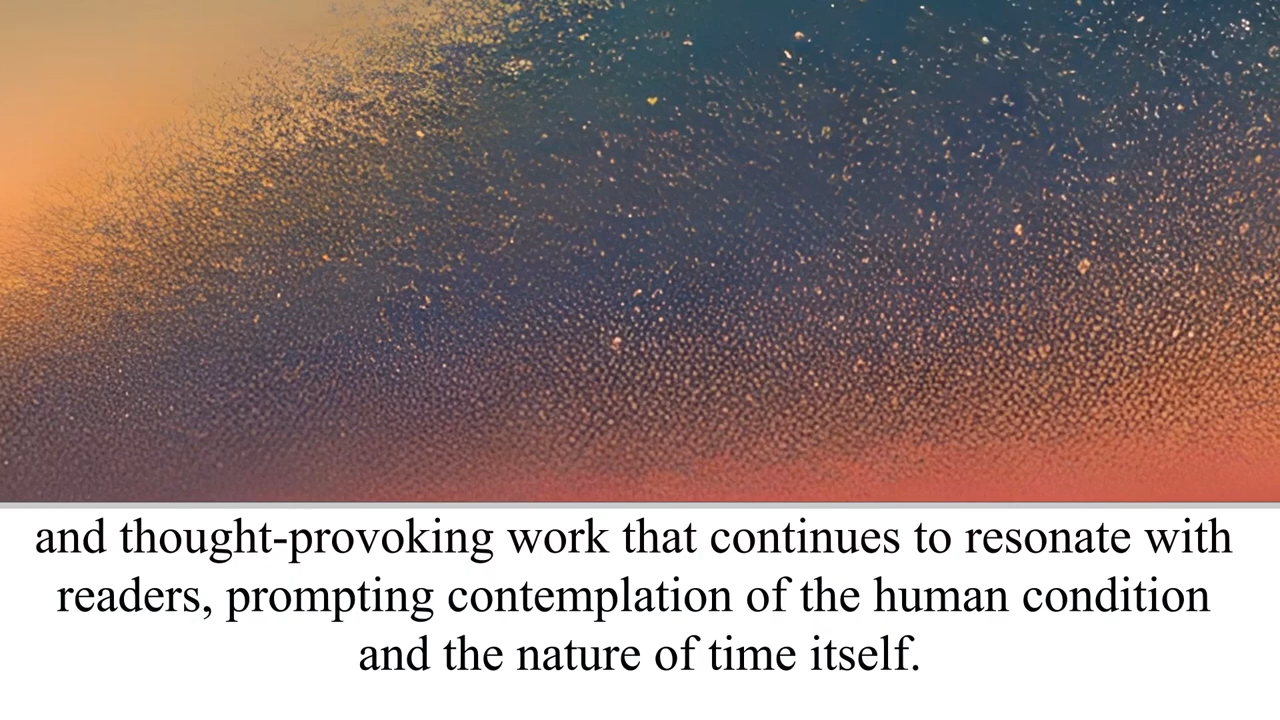 and thought-provoking work that continues to resonate with
readers, prompting contemplation of the human condition
and the nature of time itself.